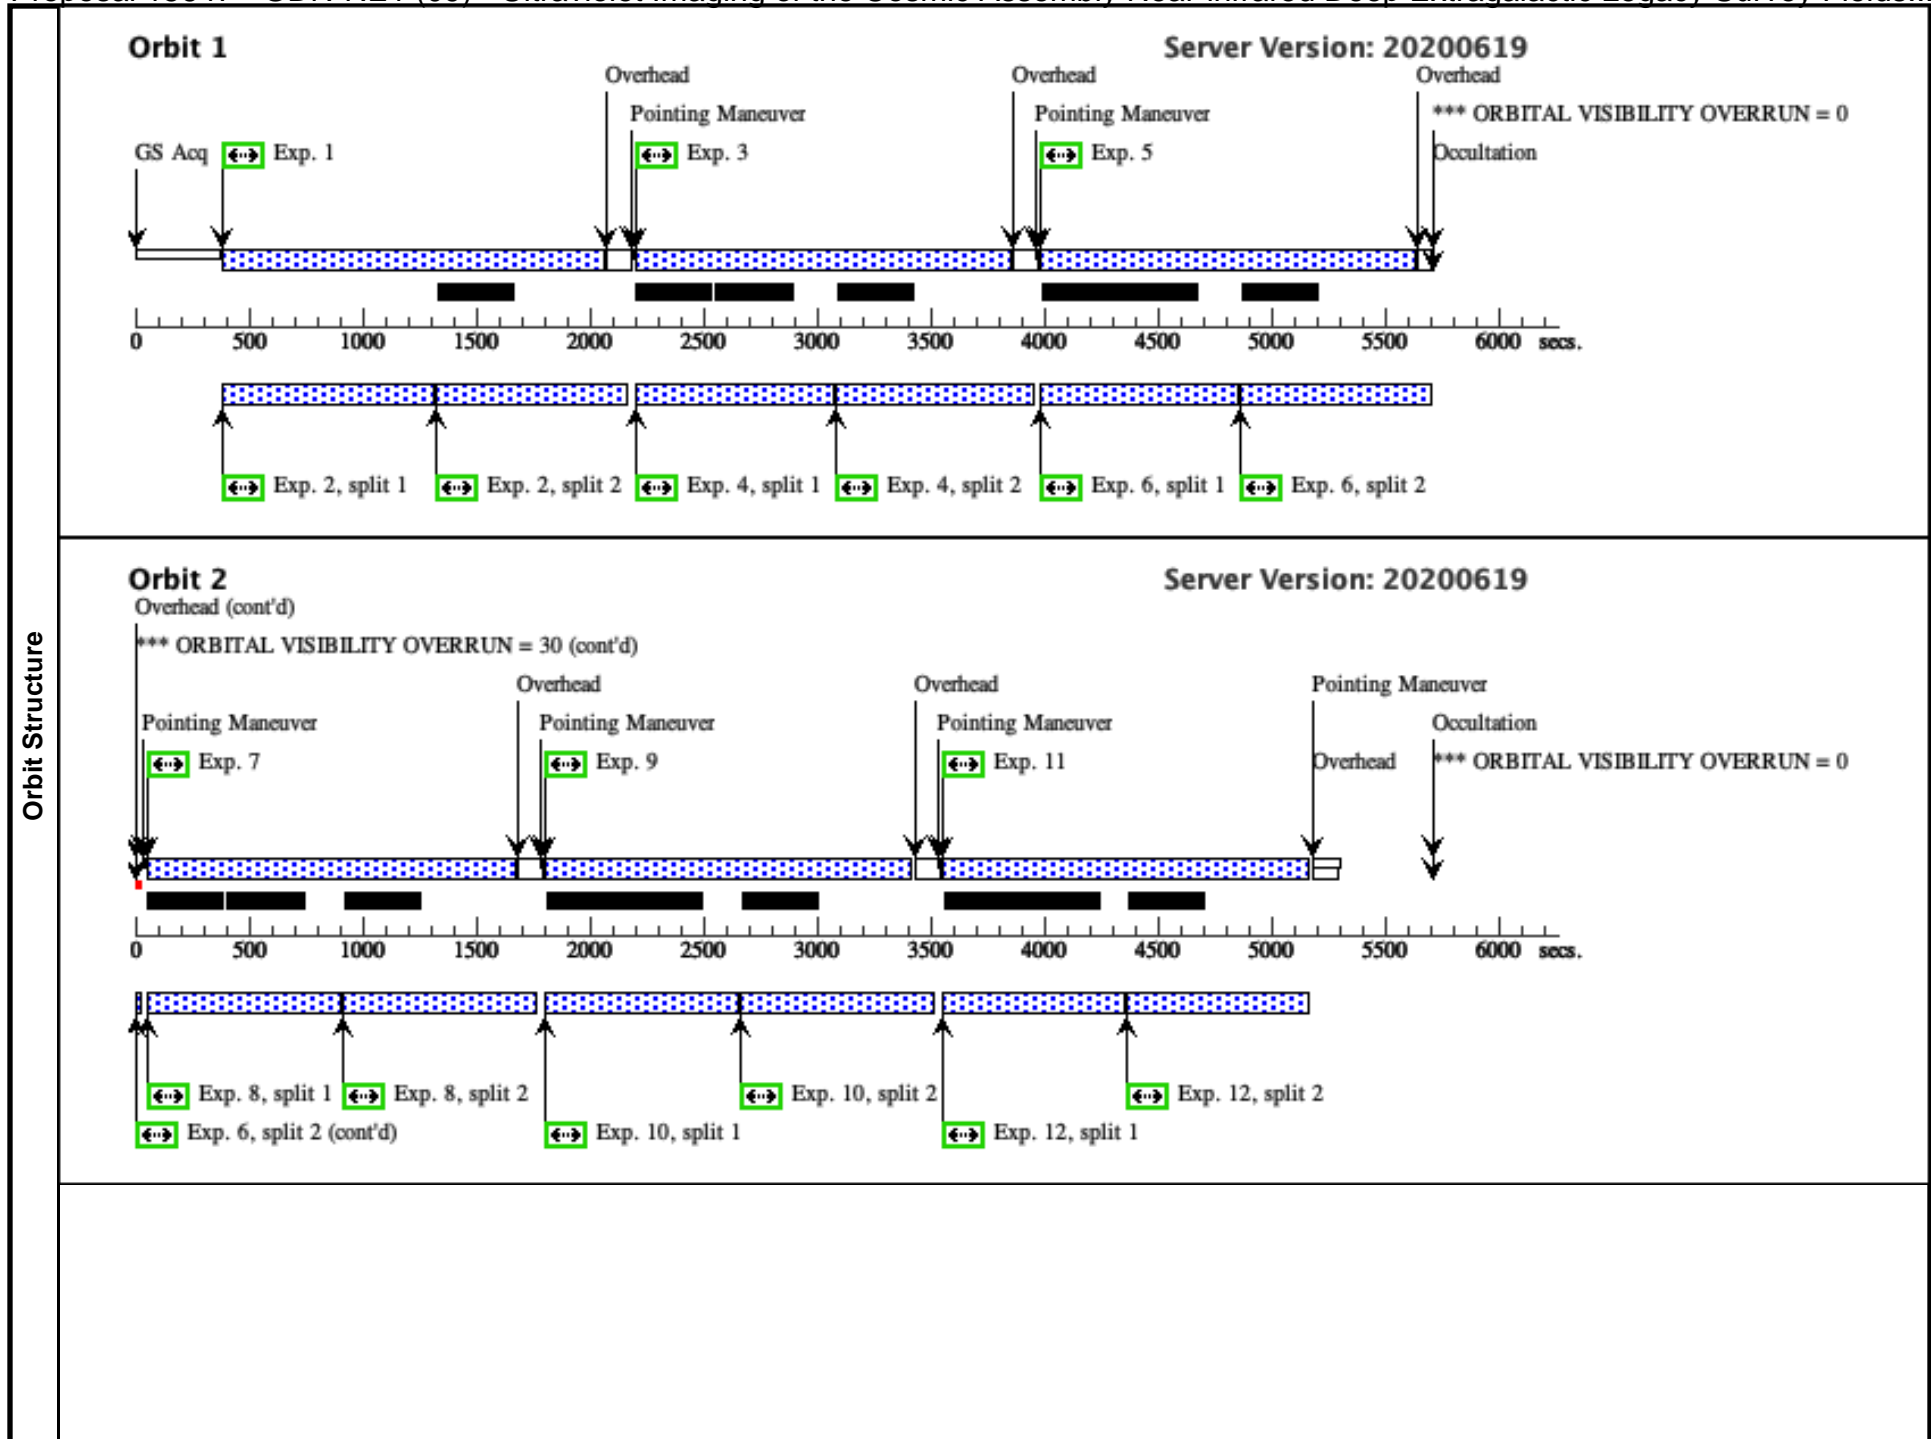 Orbit Structure
Orbit 1
Server Version: 20200619
Overhead Overhead Overhead
Pointing Maneuver Pointing Maneuver *** ORBITAL VISIBILITY OVERRUN = 0
GS Acq Exp. 1 Exp. 3 Exp. 5 Occultation
0 500 1000 1500 2000 2500 3000 3500 4000 4500 5000 5500 6000 secs.
Exp. 2, split 1 Exp. 2, split 2 Exp. 4, split 1 Exp. 4, split 2 Exp. 6, split 1 Exp. 6, split 2
Orbit 2
Server Version: 20200619
Overhead (cont'd)
*** ORBITAL VISIBILITY OVERRUN = 30 (cont'd)
Overhead Overhead Pointing Maneuver
Pointing Maneuver Pointing Maneuver Pointing Maneuver Occultation
Exp. 7 Exp. 9 Exp. 11 Overhead *** ORBITAL VISIBILITY OVERRUN = 0
0 500 1000 1500 2000 2500 3000 3500 4000 4500 5000 5500 6000 secs.
Exp. 8, split 1 Exp. 8, split 2 Exp. 10, split 2 Exp. 12, split 2
Exp. 6, split 2 (cont'd) Exp. 10, split 1 Exp. 12, split 1